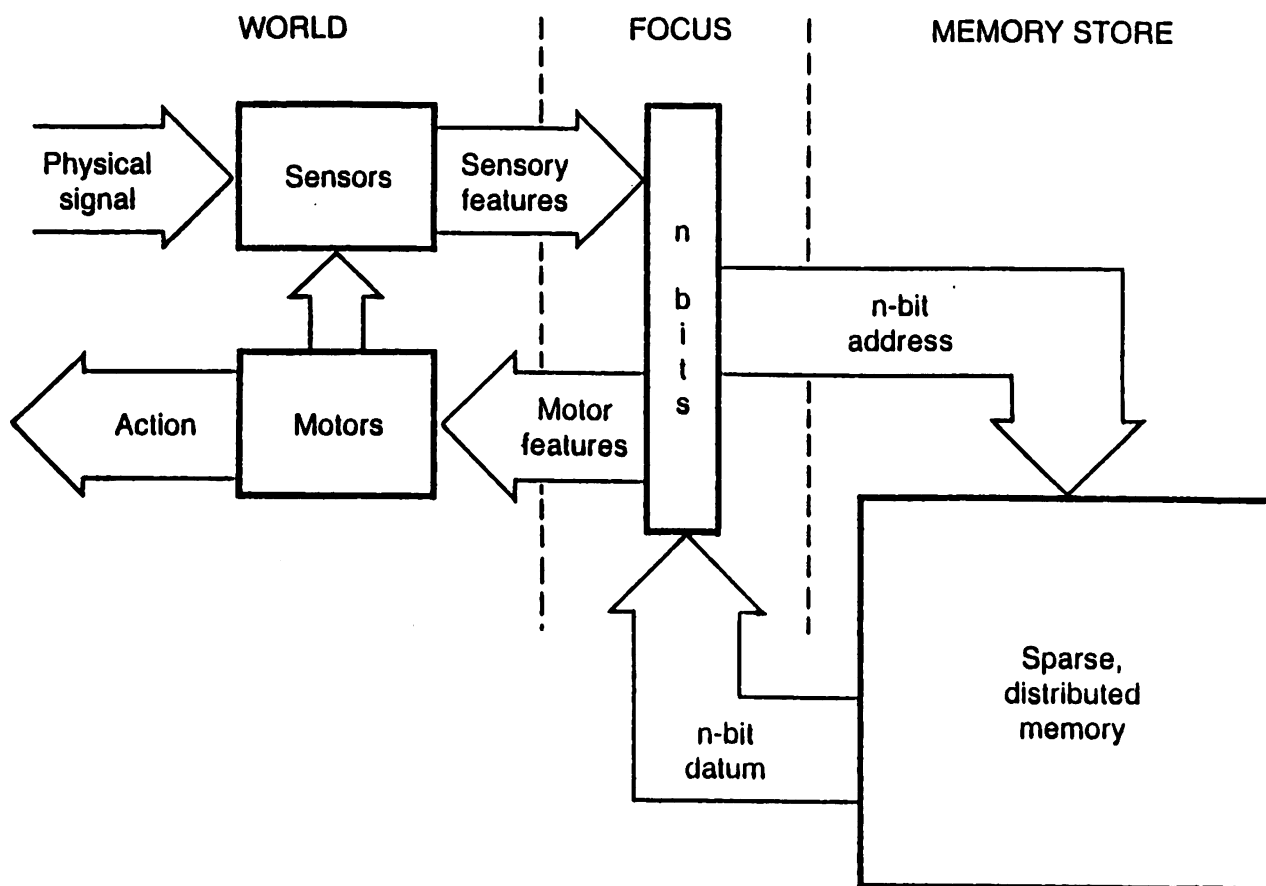 WORLD
FOCUS
MEMORY STORE
Physical
signal
Sensors
Sensory
features
n
b
i
t
s
n-bit
address
Action
Motors
Motor
features
Sparse,
distributed
memory
n-bit
datum